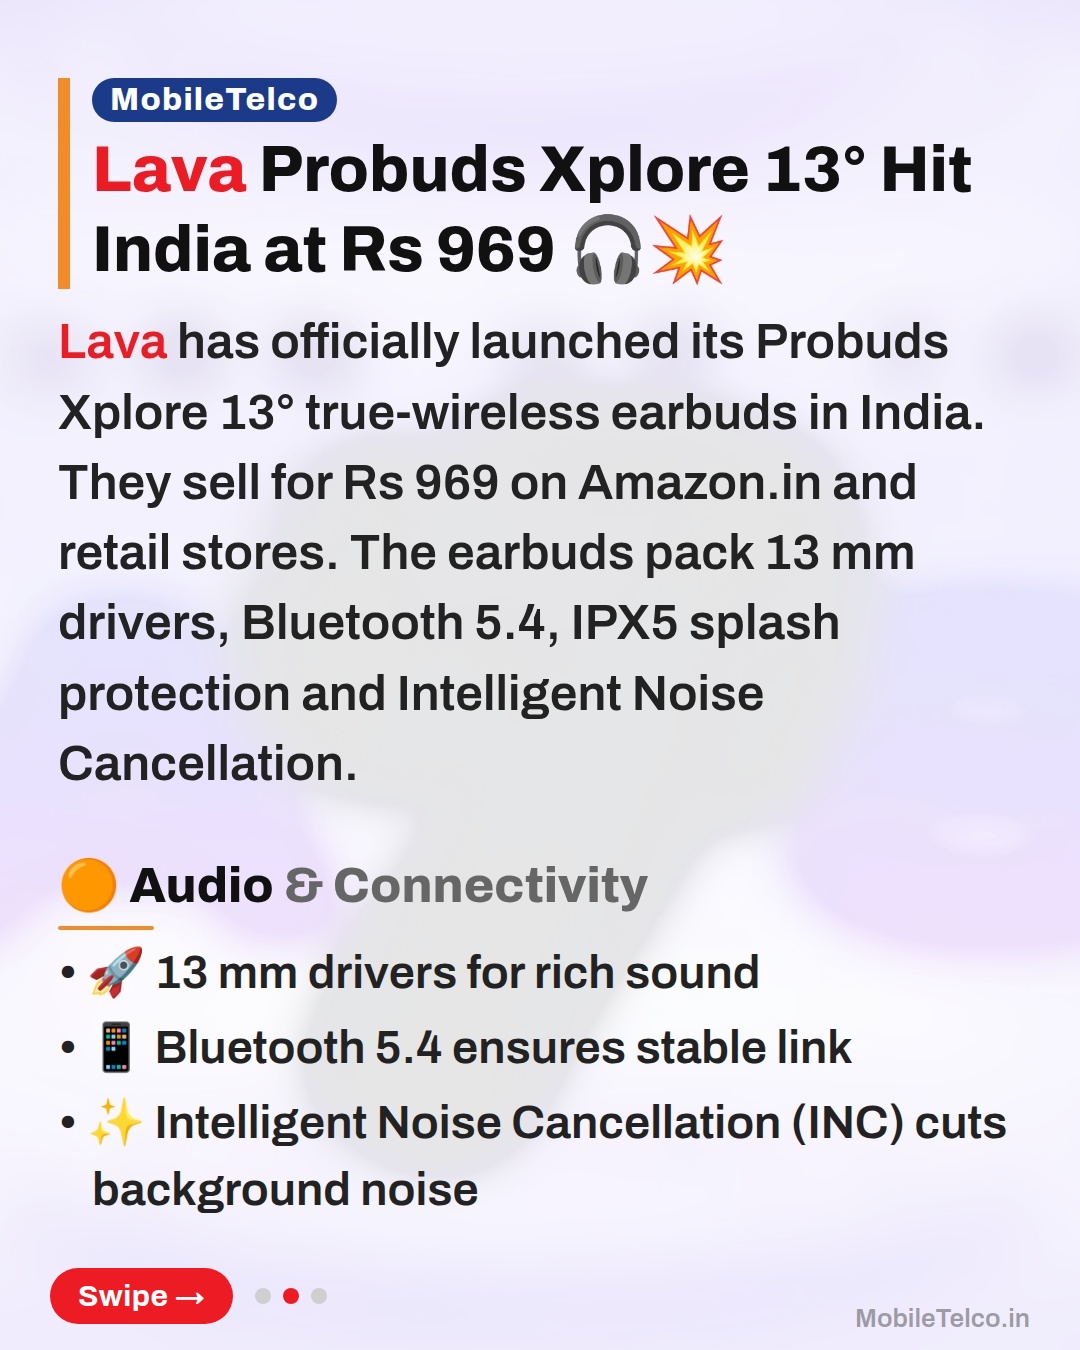 MobileTelco
Lava Probuds Xplore 13° Hit
India at Rs 969 🎧💥
Lava has officially launched its Probuds
Xplore 13° true-wireless earbuds in India.
They sell for Rs 969 on Amazon.in and
retail stores. The earbuds pack 13 mm
drivers, Bluetooth 5.4, IPX5 splash
protection and Intelligent Noise
Cancellation.
🟠 Audio & Connectivity
• 🚀 13 mm drivers for rich sound
• 📱 Bluetooth 5.4 ensures stable link
• ✨ Intelligent Noise Cancellation (INC) cuts
background noise
Swipe →
MobileTelco.in